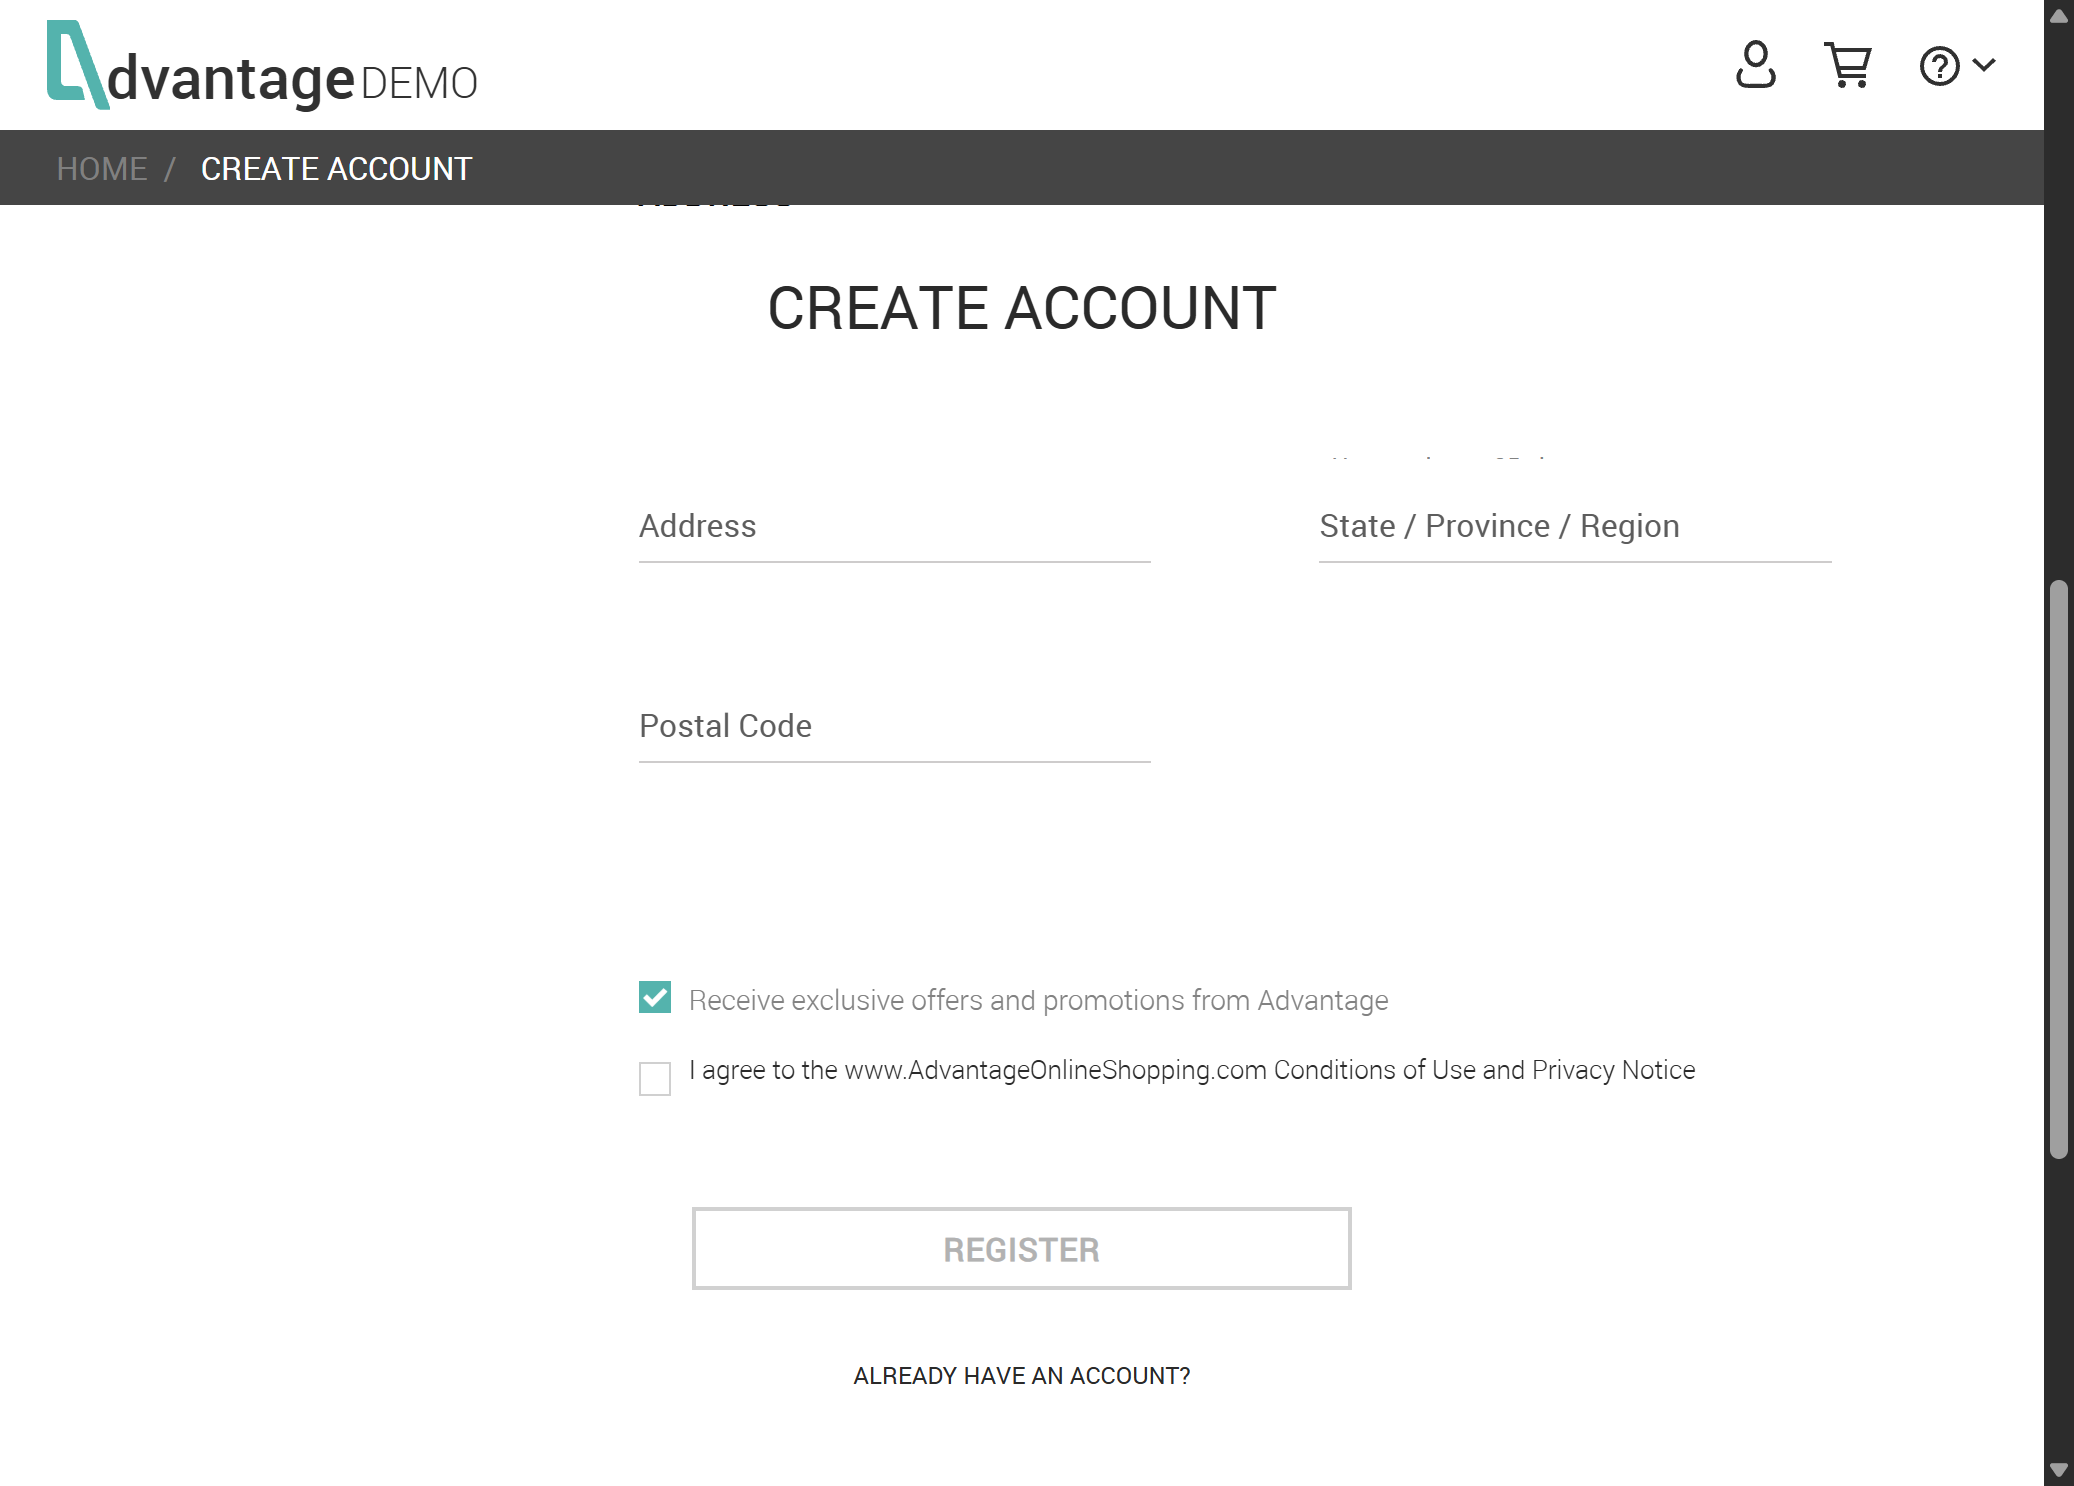 dvantage DEMO
HOME / CREATE ACCOUNT
CREATE ACCOUNT
Address
State / Province / Region
Postal Code
Receive exclusive offers and promotions from Advantage
I agree to the www.AdvantageOnlineShopping.com Conditions of Use and Privacy Notice
REGISTER
ALREADY HAVE AN ACCOUNT?